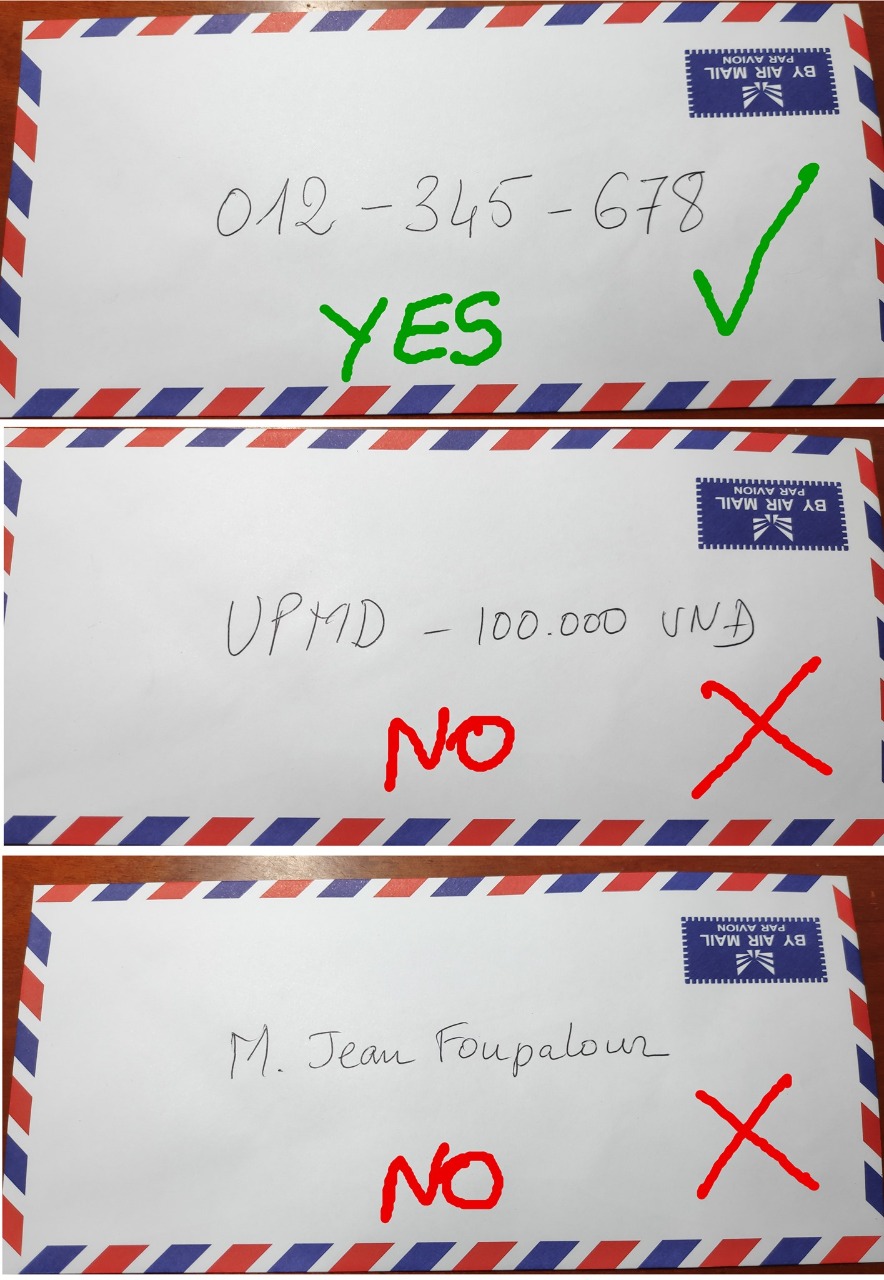 BY AIR MAIL
PAR AVION
012 - 345 - 678
YES
BY AIR MAIL
PAR AVION
UPMD - 100.000 VNĐ
NO
BY AIR MAIL
PAR AVION
M. Jean Foupalour
NO